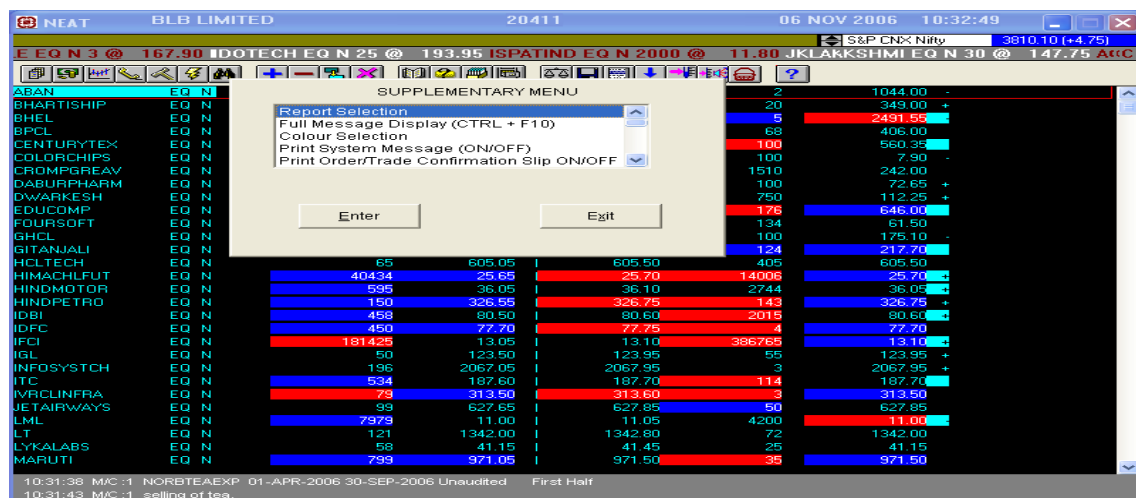 NEAT BLB LIMITED 20411 06 NOV 2006 10:32:49
S&P CNX Nifty 3810.10 (+4.75)
.E EQ N 3 @ 167.90 IDOTECH EQ N 25 @ 193.95 ISPATIND EQ N 2000 @ 11.80 JKLAKKSHMI EQ N 30 @ 147.75 ACC
SUPPLEMENTARY MENU
Report Selection
Full Message Display (CTRL + F10)
Colour Selection
Print System Message (ON/OFF)
Print Order/Trade Confirmation Slip ON/OFF
Enter Exit
ABAN EQ N 2 1044.00 -
BHARTISHIP EQ N 20 349.00 +
BHEL EQ N 5 2491.55 -
BPCL EQ N 68 406.00
CENTURYTEX EQ N 100 560.35
COLORCHIPS EQ N 100 7.90 -
CROMPGREAV EQ N 1510 242.00
DABURPHARM EQ N 100 72.65 +
DWARKESH EQ N 750 112.25 +
EDUCOMP EQ N 176 646.00
FOURSOFT EQ N 134 61.50
GHCL EQ N 100 175.10 -
GITANJALI EQ N 124 217.70
HCLTECH EQ N 65 605.05 | 605.50 405 605.50
HIMACHLFUT EQ N 40434 25.65 | 25.70 14006 25.70 +
HINDMOTOR EQ N 595 36.05 | 36.10 2744 36.05 +
HINDPETRO EQ N 150 326.55 | 326.75 143 326.75 +
IDBI EQ N 458 80.50 | 80.60 2015 80.60 +
IDFC EQ N 450 77.70 | 77.75 4 77.70
IFCI EQ N 181425 13.05 | 13.10 386765 13.10 +
IGL EQ N 50 123.50 | 123.95 55 123.95 +
INFOSYSTCH EQ N 196 2067.05 | 2067.95 3 2067.95 +
ITC EQ N 534 187.60 | 187.70 114 187.70
IVRCLINFRA EQ N 79 313.50 | 313.60 3 313.50
JETAIRWAYS EQ N 99 627.65 | 627.85 50 627.85
LML EQ N 7979 11.00 | 11.05 4200 11.00 -
LT EQ N 121 1342.00 | 1342.80 72 1342.00
LYKALABS EQ N 58 41.15 | 41.45 25 41.15
MARUTI EQ N 799 971.05 | 971.50 35 971.50
10:31:38 M/C :1 NORBTEAEXP 01-APR-2006 30-SEP-2006 Unaudited First Half
10:31:43 M/C :1 selling of tea.